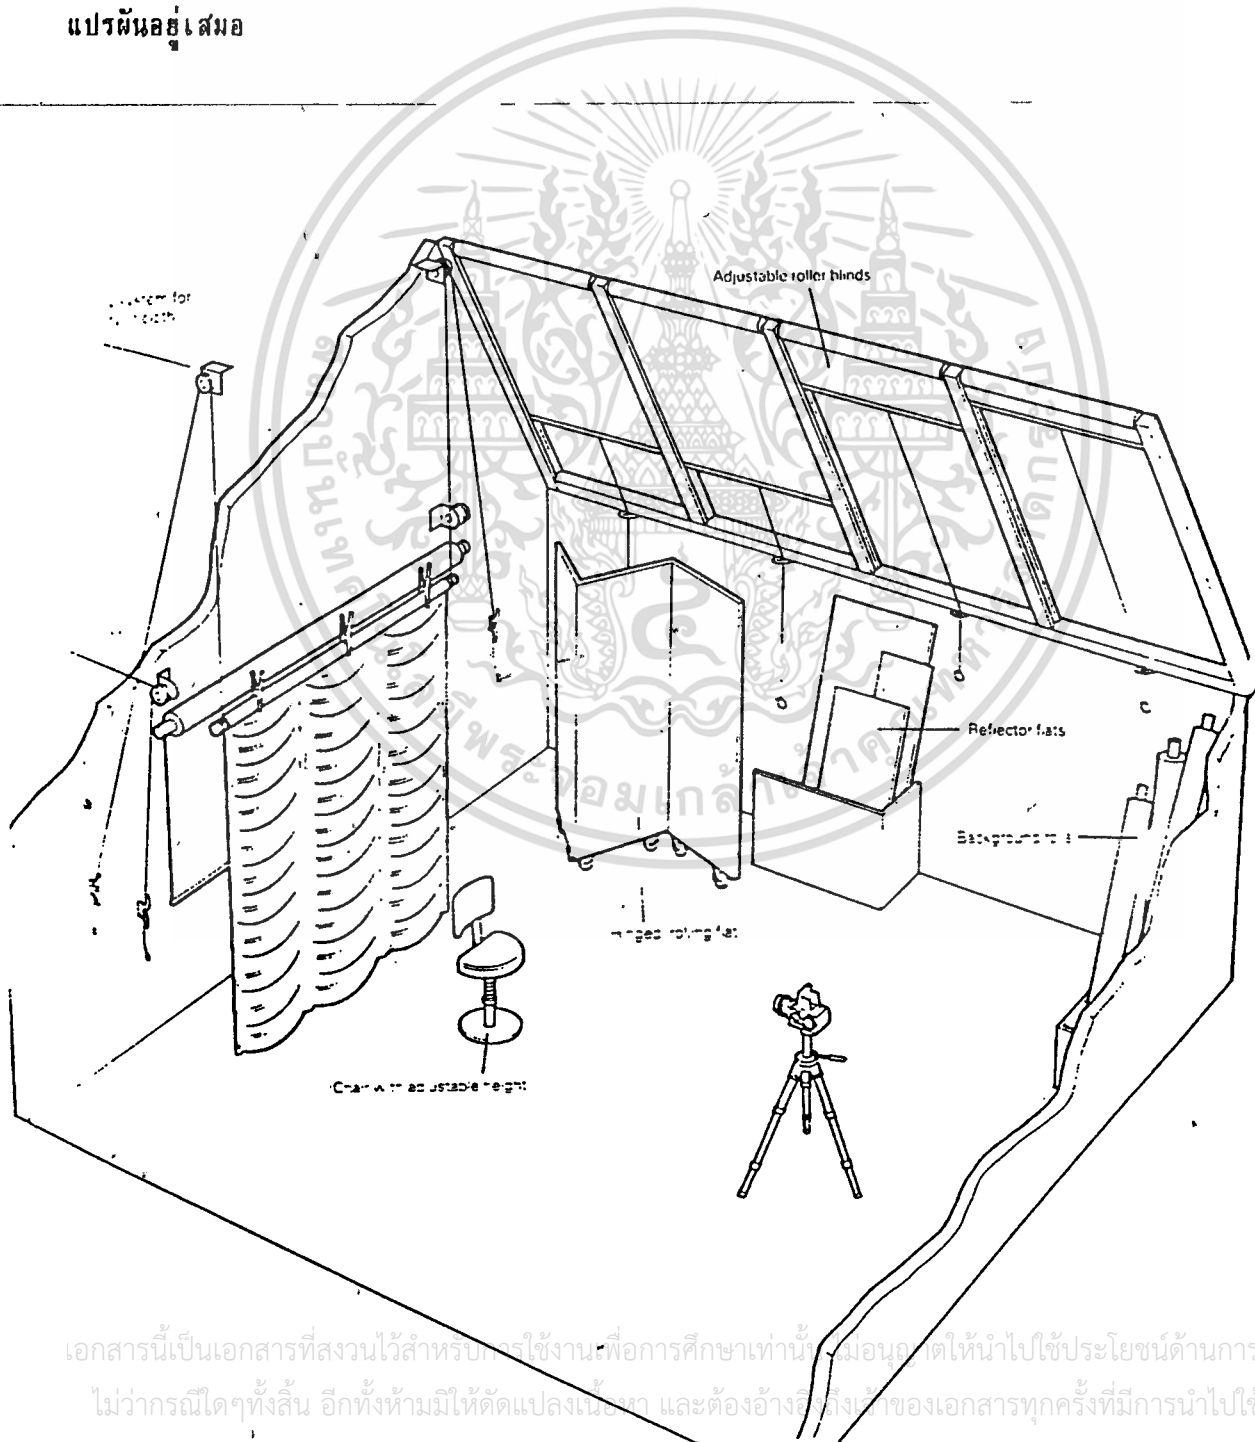 แปรผันอยู่เสมอ
Adjustable roller blinds
system for
Reflector flats
Background rolls
Hinged rolling flat
Chair with adjustable height
เอกสารนี้เป็นเอกสารที่สงวนไว้สำหรับการใช้งานเพื่อการศึกษาเท่านั้น ไม่อนุญาตให้นำไปใช้ประโยชน์ด้านการ
ไม่ว่ากรณีใดๆทั้งสิ้น อีกทั้งห้ามมิให้ดัดแปลงเนื้อหา และต้องอ้างอิงถึงเจ้าของเอกสารทุกครั้งที่มีการนำไปใช้